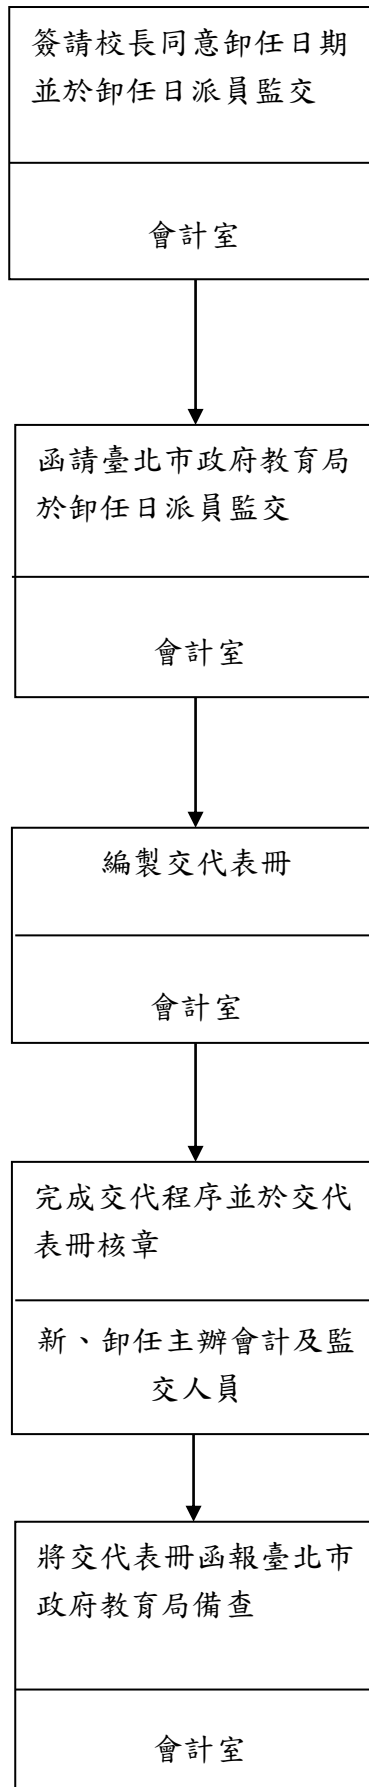 簽請校長同意卸任日期
並於卸任日派員監交
會計室
函請臺北市政府教育局
於卸任日派員監交
會計室
編製交代表冊
會計室
完成交代程序並於交代
表冊核章
新、卸任主辦會計及監
交人員
將交代表冊函報臺北市
政府教育局備查
會計室